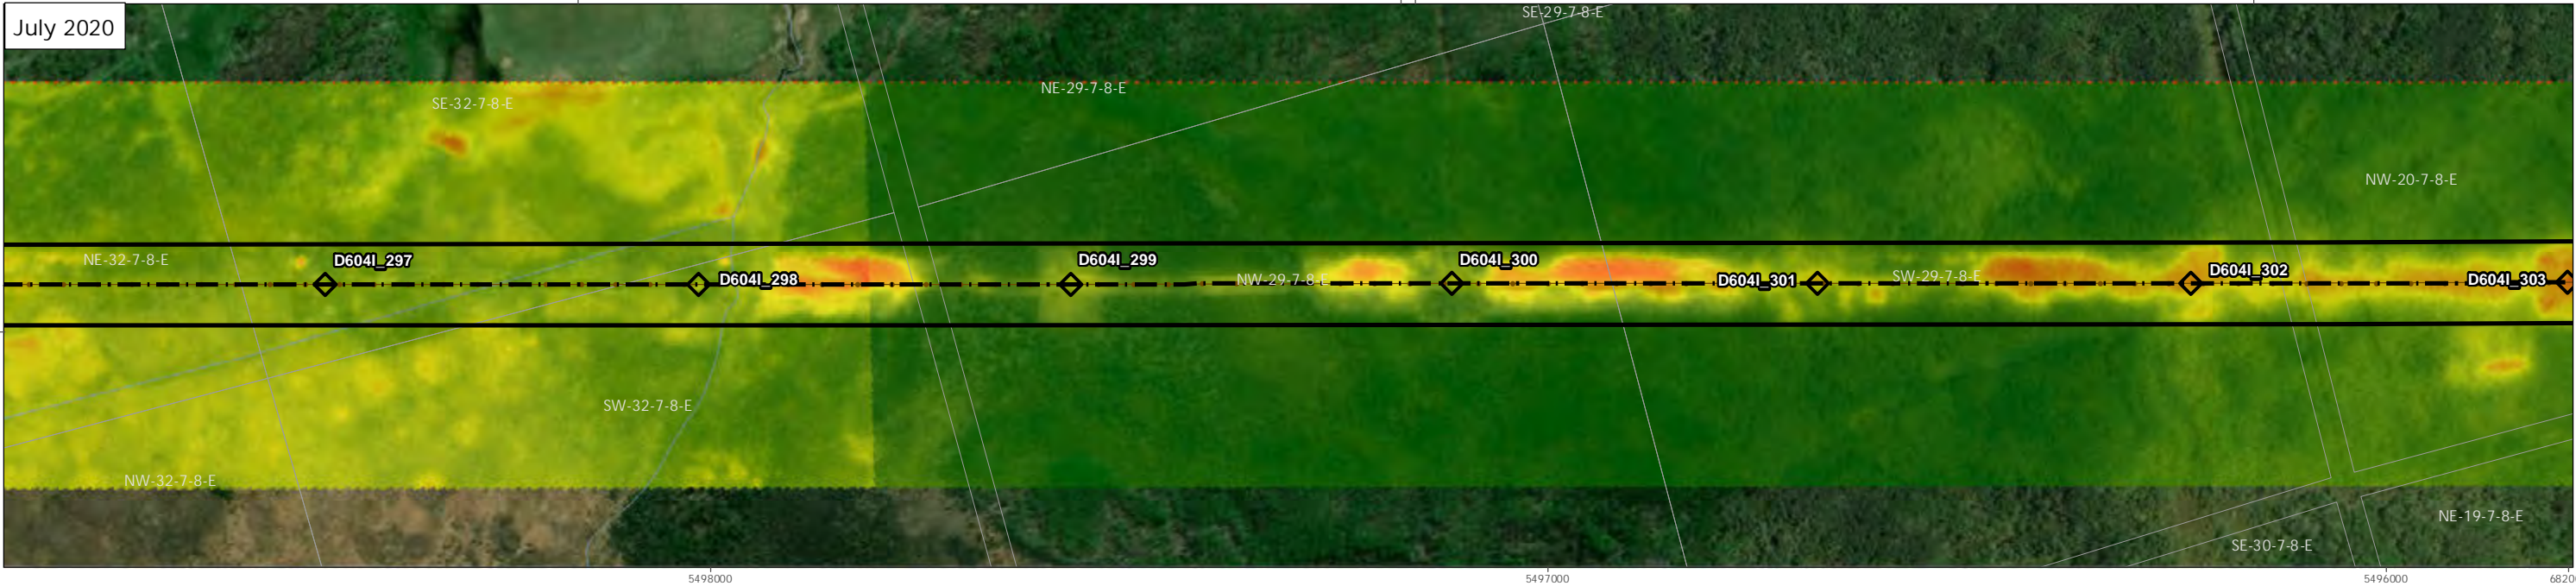 July 2020
SE-29-7-8-E
NE-29-7-8-E
SE-32-7-8-E
NW-20-7-8-E
NE-32-7-8-E
D604I_297
D604I_298
D604I_299
NW-29-7-8-E
D604I_300
D604I_301
SW-29-7-8-E
D604I_302
D604I_303
SW-32-7-8-E
NW-32-7-8-E
NE-19-7-8-E
SE-30-7-8-E
5498000
5497000
5496000
6820